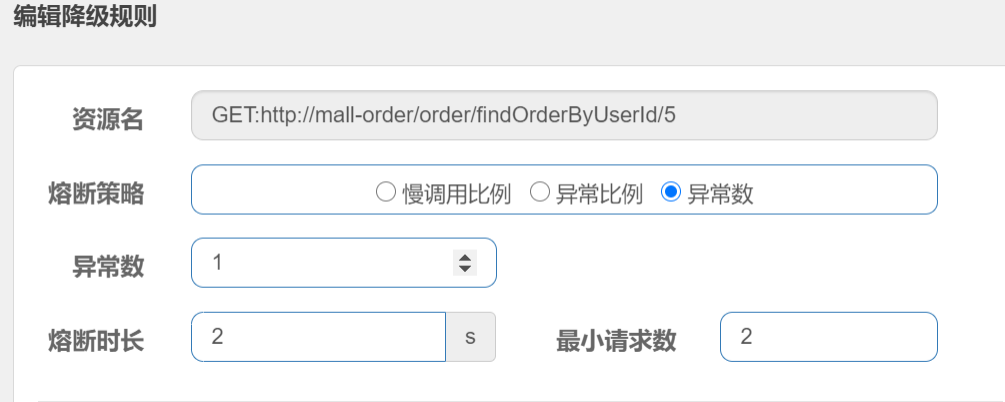 编辑降级规则
资源名 GET:http://mall-order/order/findOrderByUserId/5
熔断策略 慢调用比例 异常比例 异常数
异常数 1
熔断时长 2 s 最小请求数 2